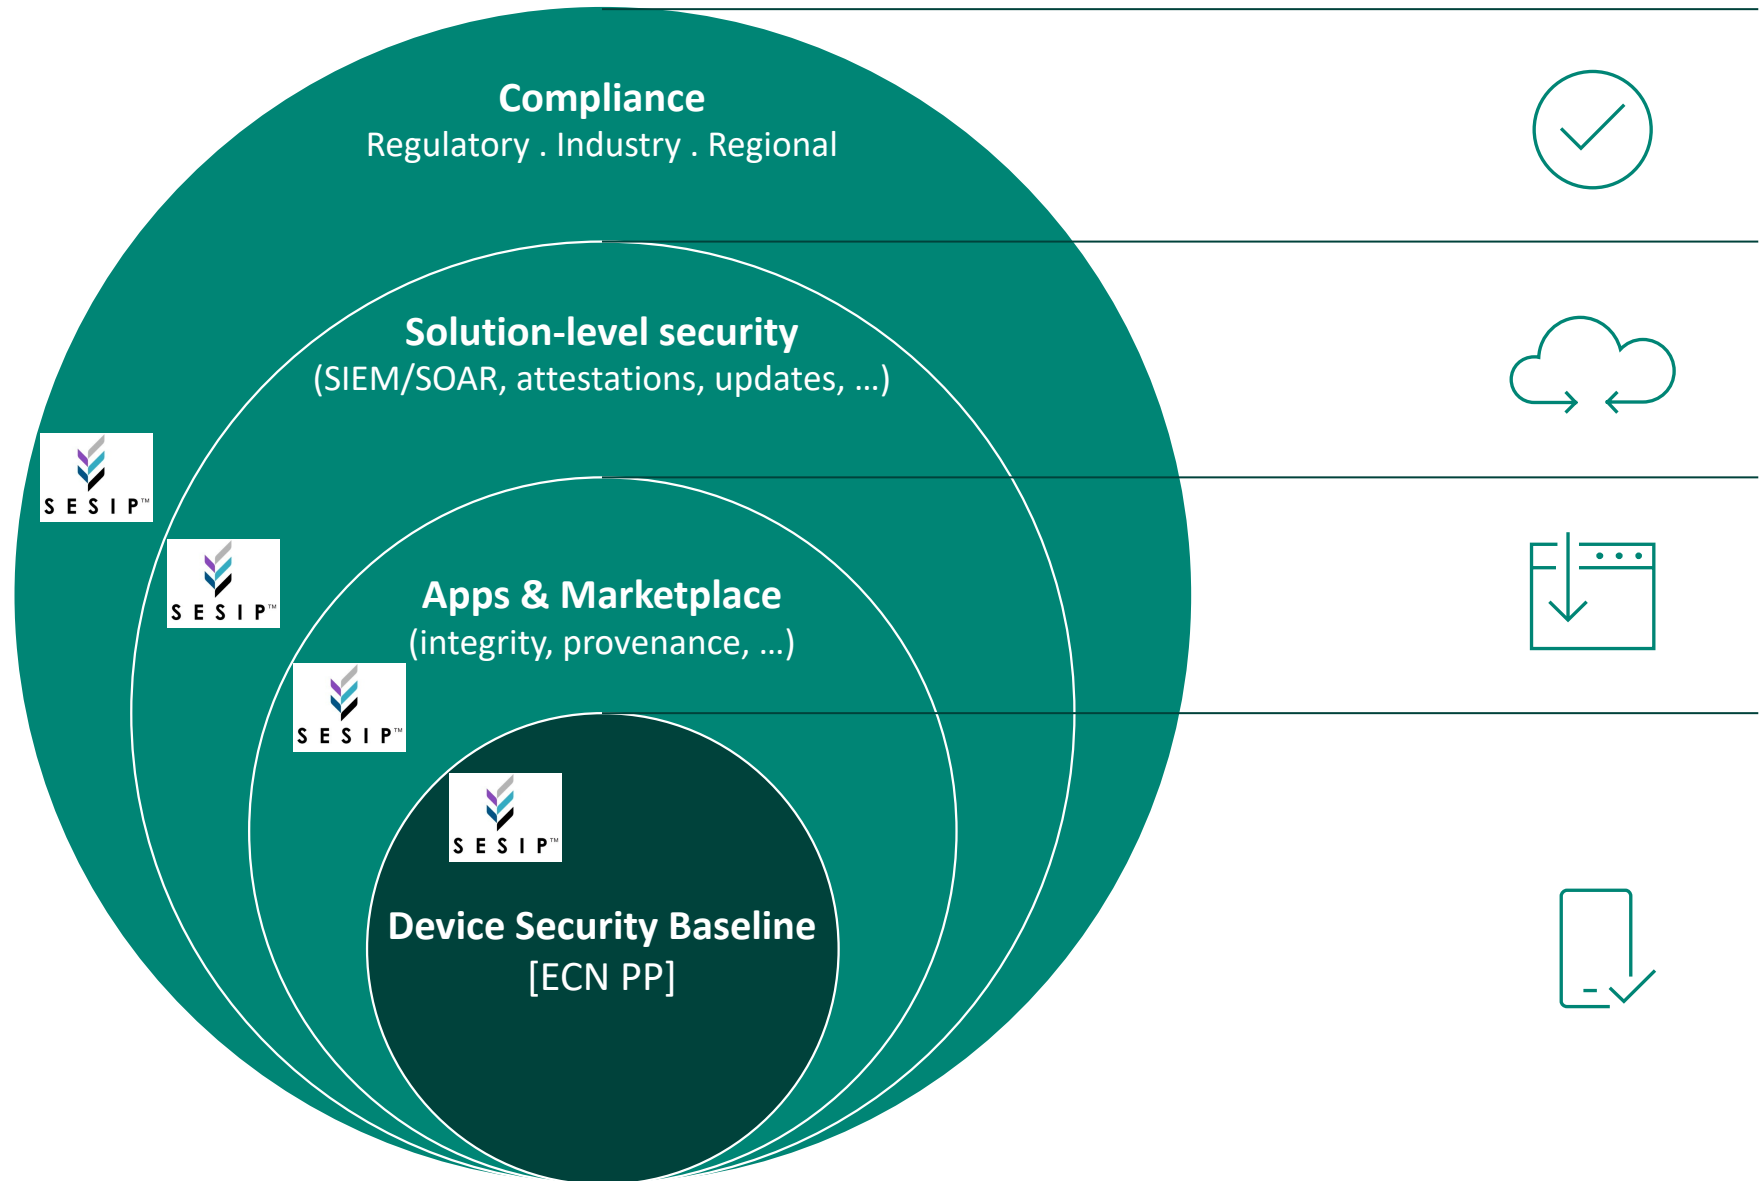 Compliance
Regulatory . Industry . Regional
Solution-level security
(SIEM/SOAR, attestations, updates, …)
SESIP™
SESIP™
Apps & Marketplace
(integrity, provenance, …)
SESIP™
SESIP™
Device Security Baseline
[ECN PP]